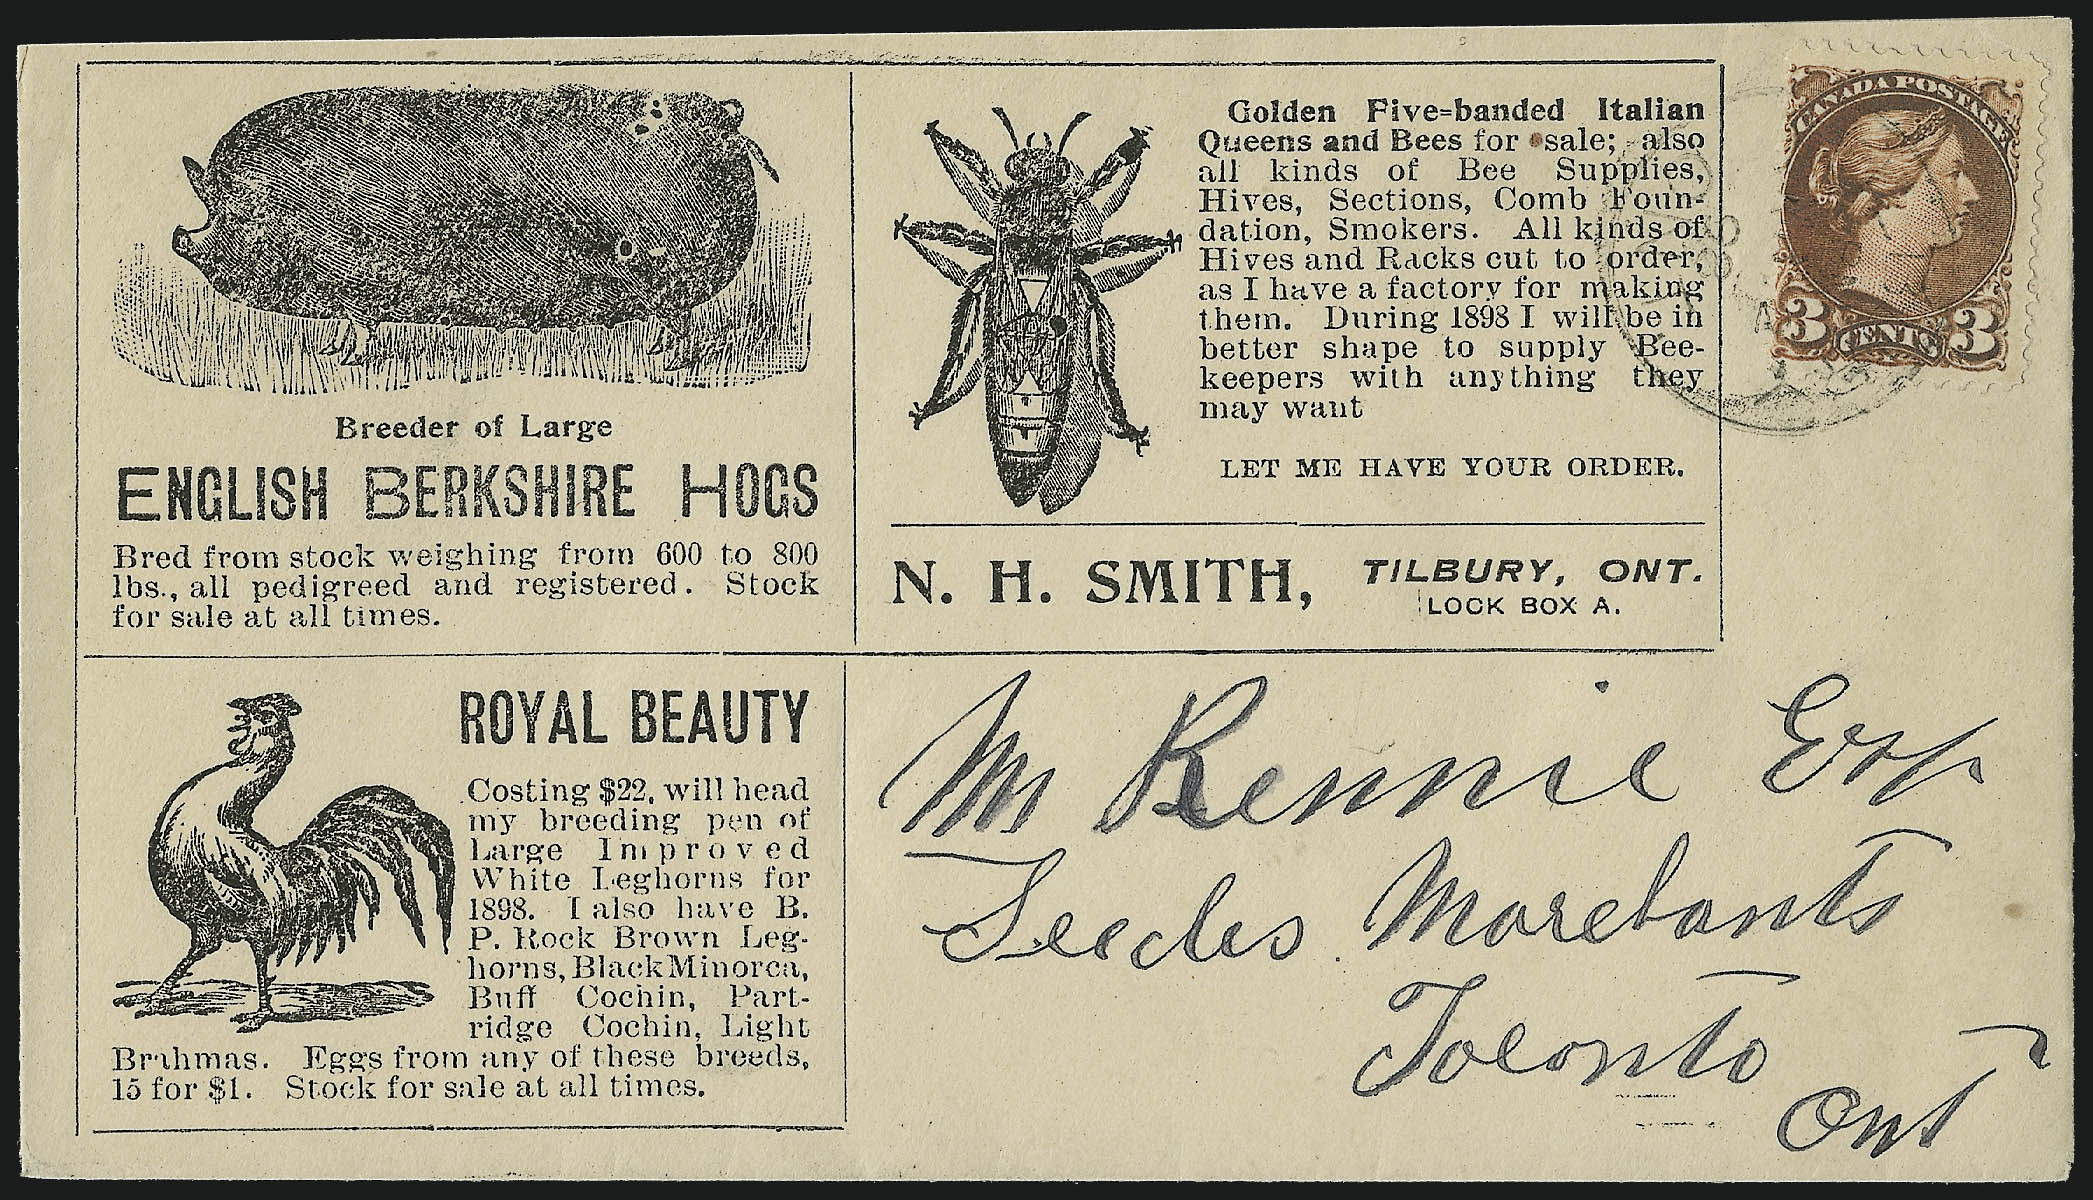 Breeder of Large
ENGLISH BERKSHIRE HOGS
Bred from stock weighing from 600 to 800
lbs., all pedigreed and registered. Stock
for sale at all times.
Golden Five-banded Italian
Queens and Bees for sale; also
all kinds of Bee Supplies,
Hives, Sections, Comb Foun-
dation, Smokers. All kinds of
Hives and Racks cut to order,
as I have a factory for making
them. During 1898 I will be in
better shape to supply Bee-
keepers with anything they
may want
LET ME HAVE YOUR ORDER.
N. H. SMITH, TILBURY, ONT.
LOCK BOX A.
CANADA POSTAGE
3 CENTS 3
ROYAL BEAUTY
Costing $22, will head
my breeding pen of
Large Improved
White Leghorns for
1898. I also have B.
P. Rock Brown Leg-
horns, Black Minorca,
Buff Cochin, Part-
ridge Cochin, Light
Brahmas. Eggs from any of these breeds,
15 for $1. Stock for sale at all times.
Mr Rennie Esq
Seeds Merchants
Toronto
Ont